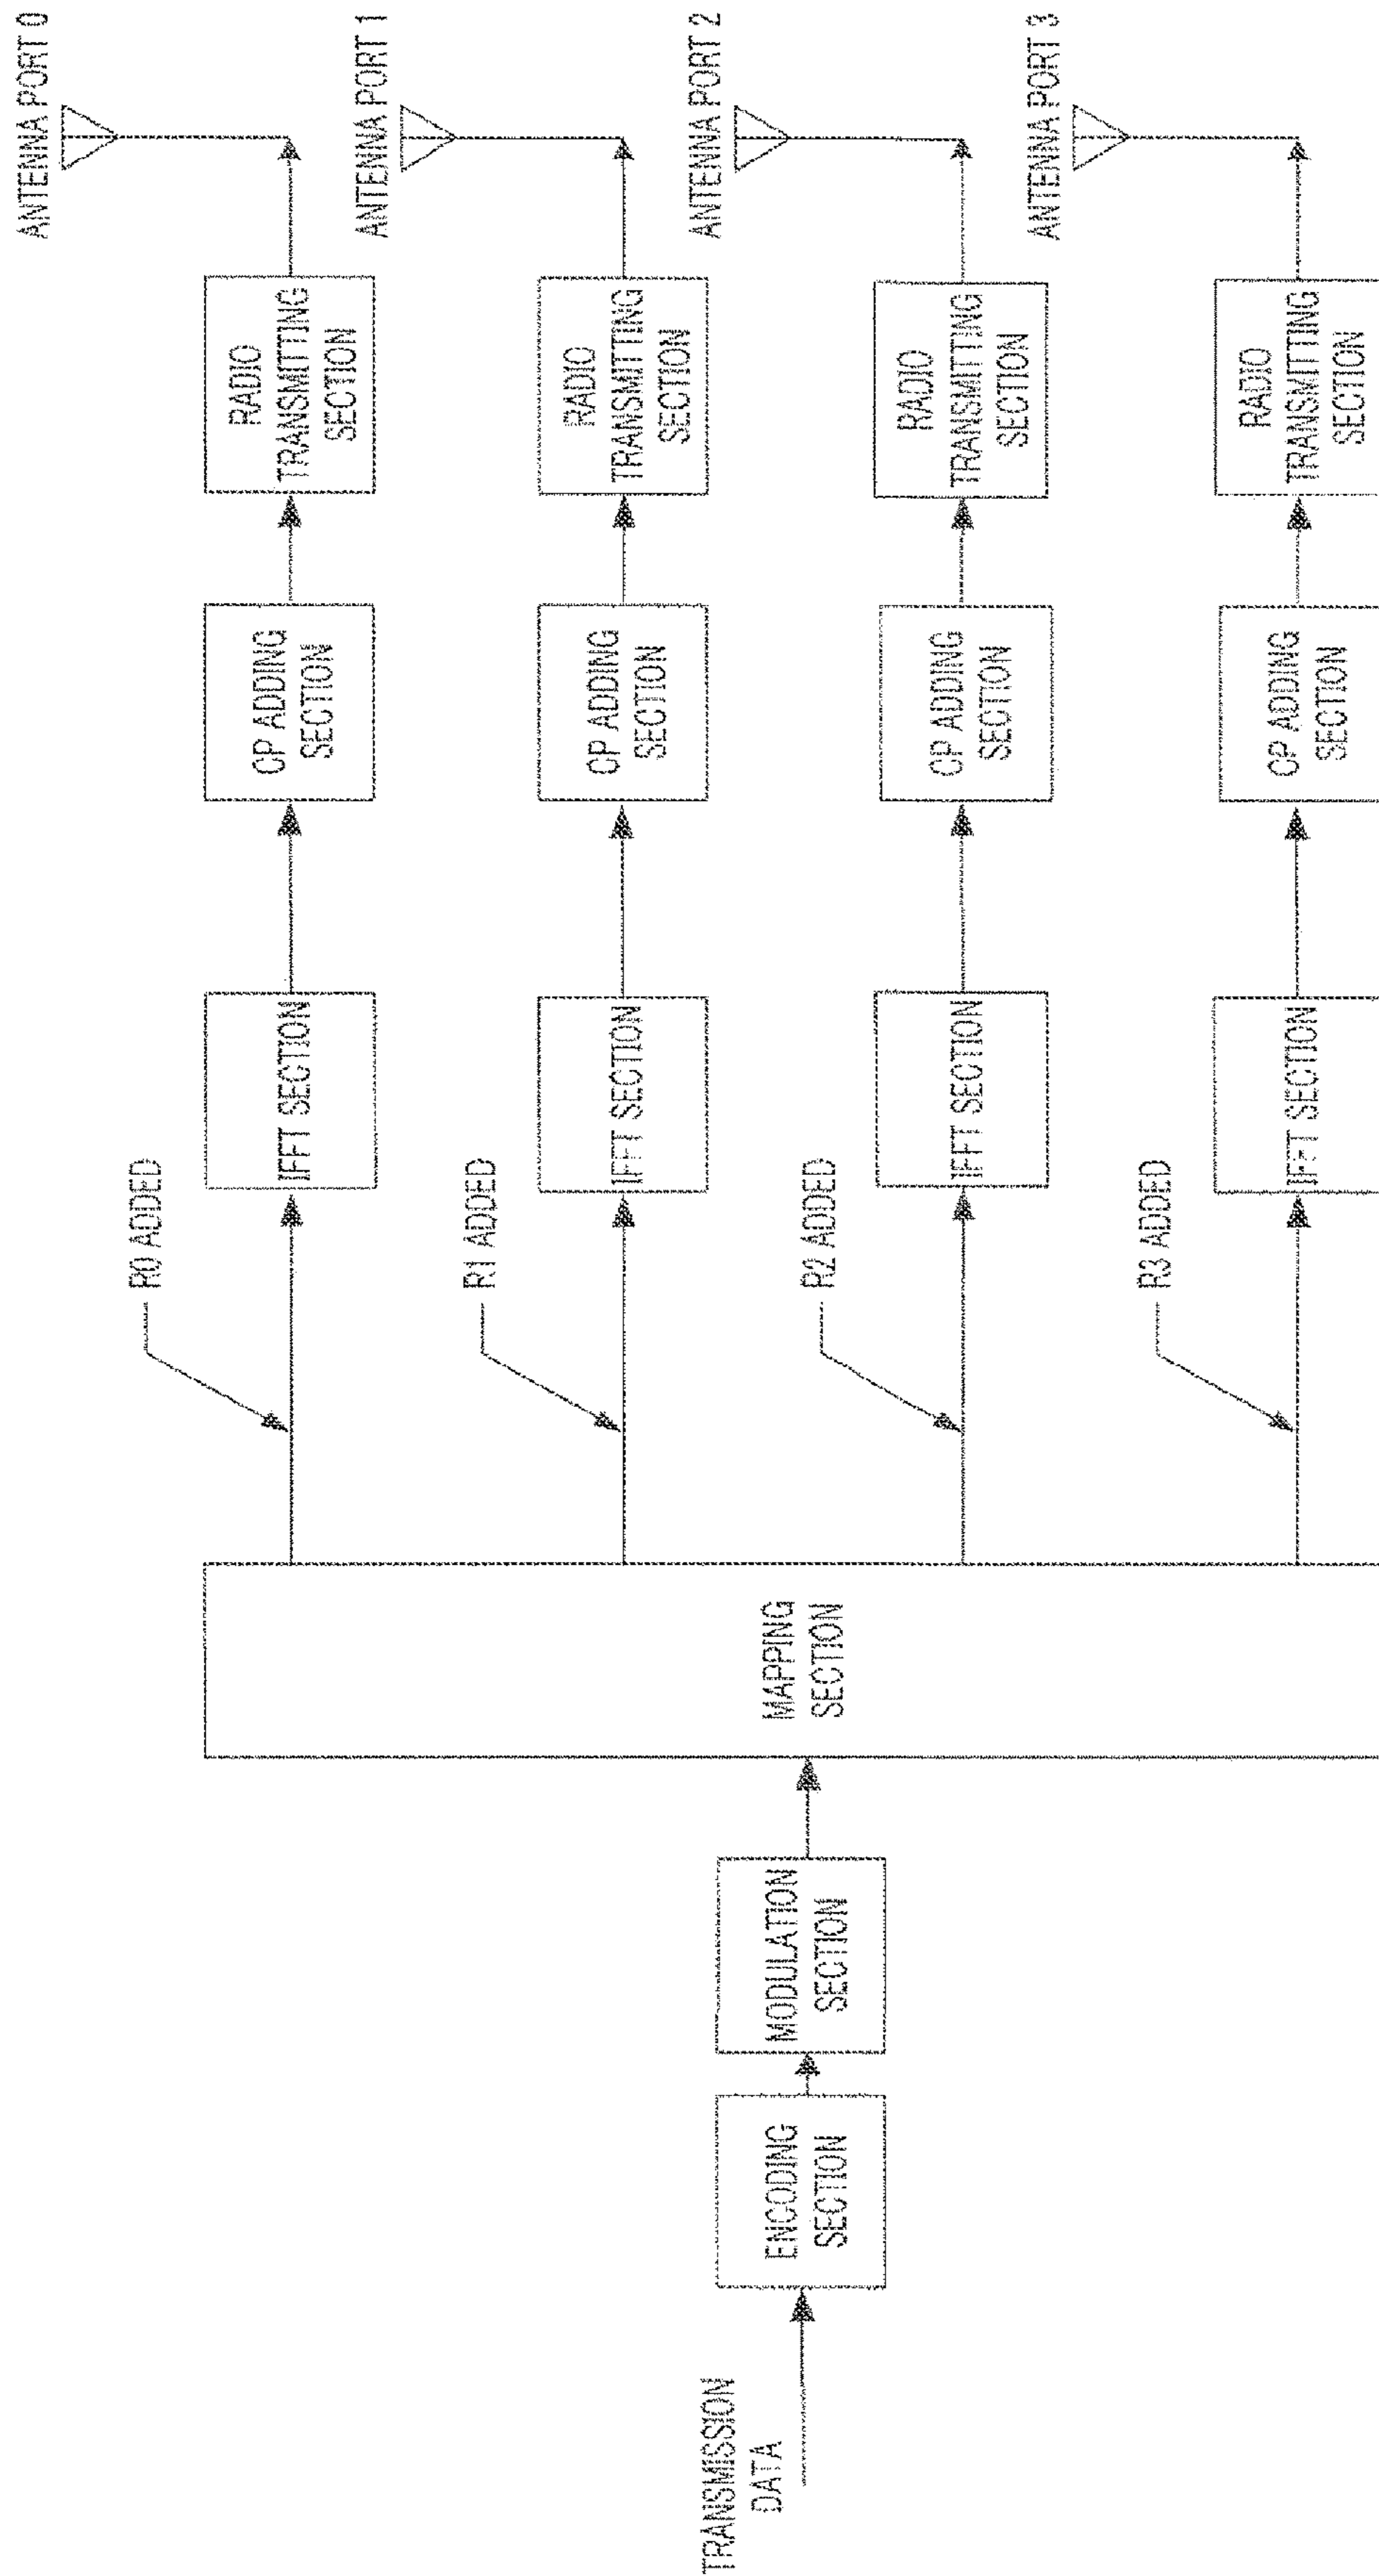 TRANSMISSION
DATA
ENCODING
SECTION
MODULATION
SECTION
MAPPING
SECTION
R0 ADDED
IFFT SECTION
CP ADDING
SECTION
RADIO
TRANSMITTING
SECTION
ANTENNA PORT 0
R1 ADDED
IFFT SECTION
CP ADDING
SECTION
RADIO
TRANSMITTING
SECTION
ANTENNA PORT 1
R2 ADDED
IFFT SECTION
CP ADDING
SECTION
RADIO
TRANSMITTING
SECTION
ANTENNA PORT 2
R3 ADDED
IFFT SECTION
CP ADDING
SECTION
RADIO
TRANSMITTING
SECTION
ANTENNA PORT 3